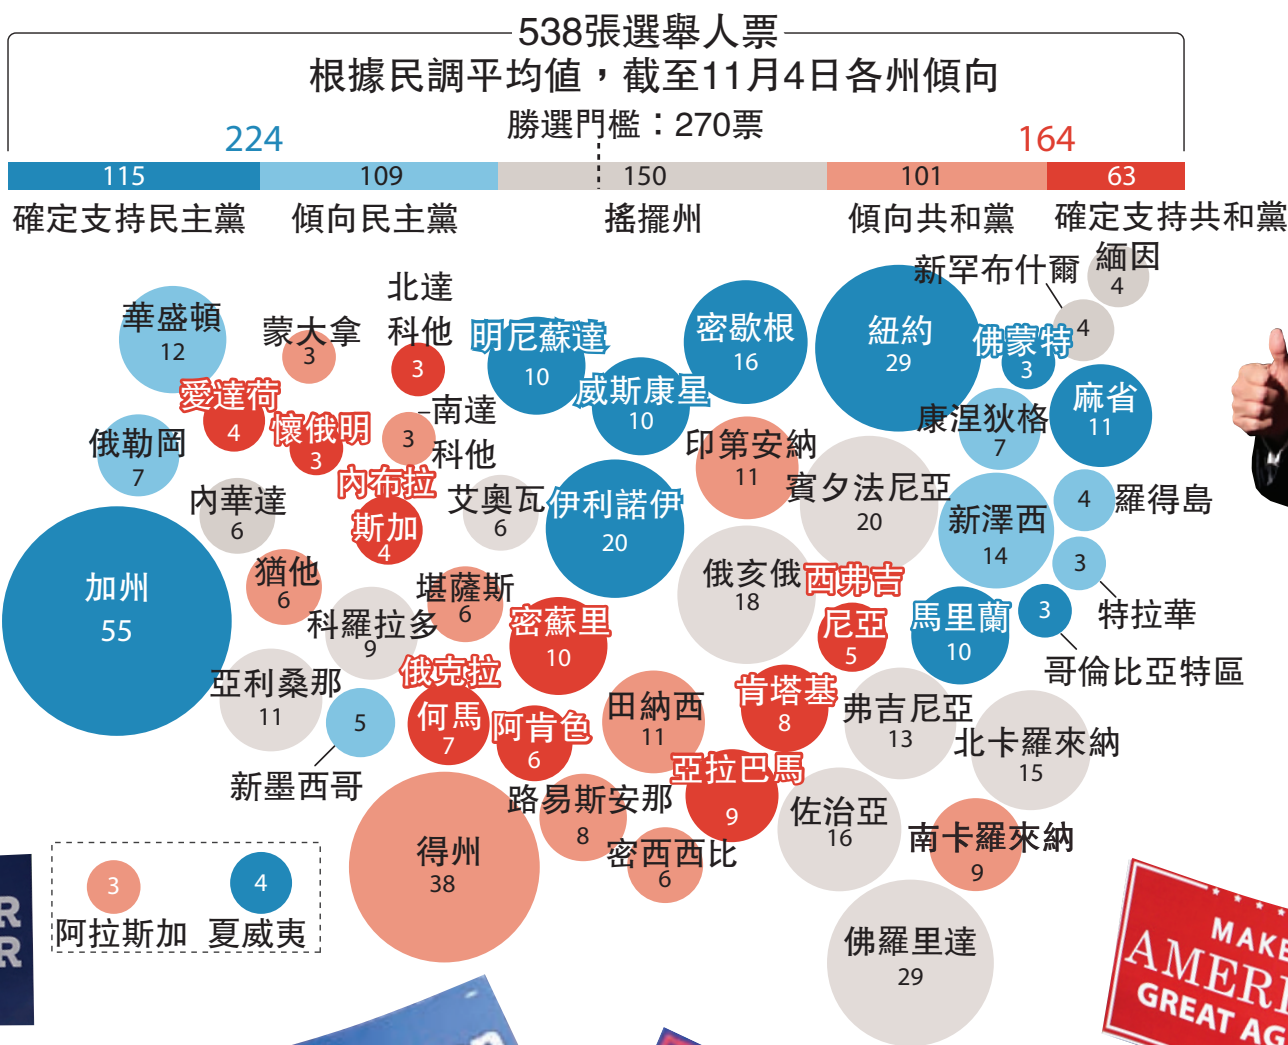 538張選舉人票
根據民調平均值，截至11月4日各州傾向
勝選門檻：270票
224
164
115
109
150
101
63
確定支持民主黨
傾向民主黨
搖擺州
傾向共和黨
確定支持共和黨
華盛頓
12
蒙大拿
3
北達
科他
3
明尼蘇達
10
密歇根
16
紐約
29
新罕布什爾
4
緬因
4
佛蒙特
3
愛達荷
4
懷俄明
3
南達
科他
3
威斯康星
10
康涅狄格
7
麻省
11
俄勒岡
7
內華達
6
內布拉
斯加
4
艾奧瓦
6
伊利諾伊
20
印第安納
11
賓夕法尼亞
20
新澤西
14
4
羅得島
加州
55
猶他
6
科羅拉多
9
堪薩斯
6
密蘇里
10
俄亥俄
18
西弗吉
尼亞
5
馬里蘭
10
3
特拉華
3
哥倫比亞特區
亞利桑那
11
5
新墨西哥
俄克拉
何馬
7
阿肯色
6
田納西
11
肯塔基
8
弗吉尼亞
13
北卡羅來納
15
得州
38
路易斯安那
8
密西西比
6
亞拉巴馬
9
佐治亞
16
南卡羅來納
9
佛羅里達
29
3
阿拉斯加
4
夏威夷
R
R
MAKE
AMERI
GREAT AG